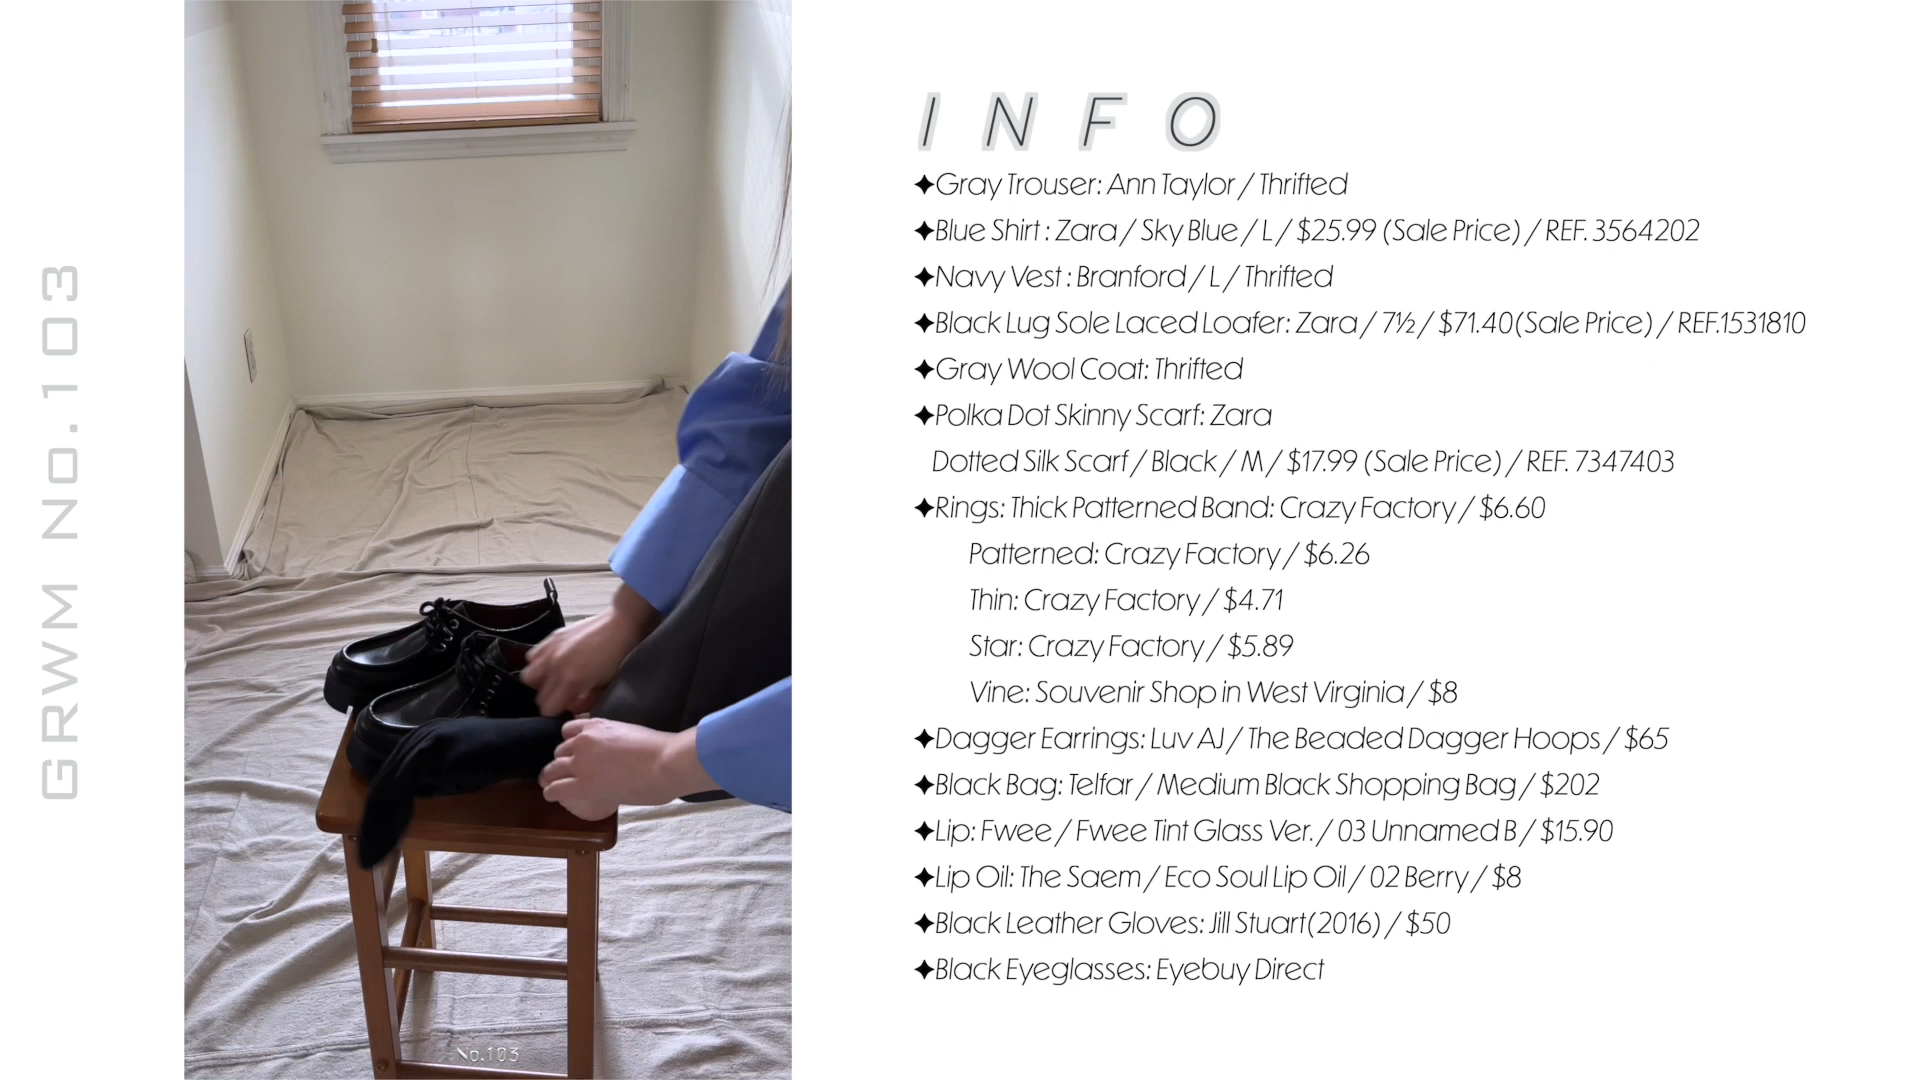 GRWM No.103
INFO
✦Gray Trouser: Ann Taylor / Thrifted
✦Blue Shirt : Zara / Sky Blue / L / $25.99 (Sale Price) / REF. 3564202
✦Navy Vest : Branford / L / Thrifted
✦Black Lug Sole Laced Loafer: Zara / 7½ / $71.40(Sale Price) / REF.1531810
✦Gray Wool Coat: Thrifted
✦Polka Dot Skinny Scarf: Zara
Dotted Silk Scarf / Black / M / $17.99 (Sale Price) / REF. 7347403
✦Rings: Thick Patterned Band: Crazy Factory / $6.60
Patterned: Crazy Factory / $6.26
Thin: Crazy Factory / $4.71
Star: Crazy Factory / $5.89
Vine: Souvenir Shop in West Virginia / $8
✦Dagger Earrings: Luv AJ / The Beaded Dagger Hoops / $65
✦Black Bag: Telfar / Medium Black Shopping Bag / $202
✦Lip: Fwee / Fwee Tint Glass Ver. / 03 Unnamed B / $15.90
✦Lip Oil: The Saem / Eco Soul Lip Oil / 02 Berry / $8
✦Black Leather Gloves: Jill Stuart(2016) / $50
✦Black Eyeglasses: Eyebuy Direct
No.103